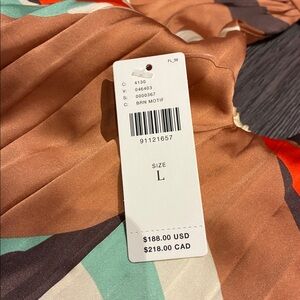 FL_W
C: 4130
V: 046403
S: 0000367
C: BRN MOTIF
91121657
SIZE
L
$188.00 USD
$218.00 CAD